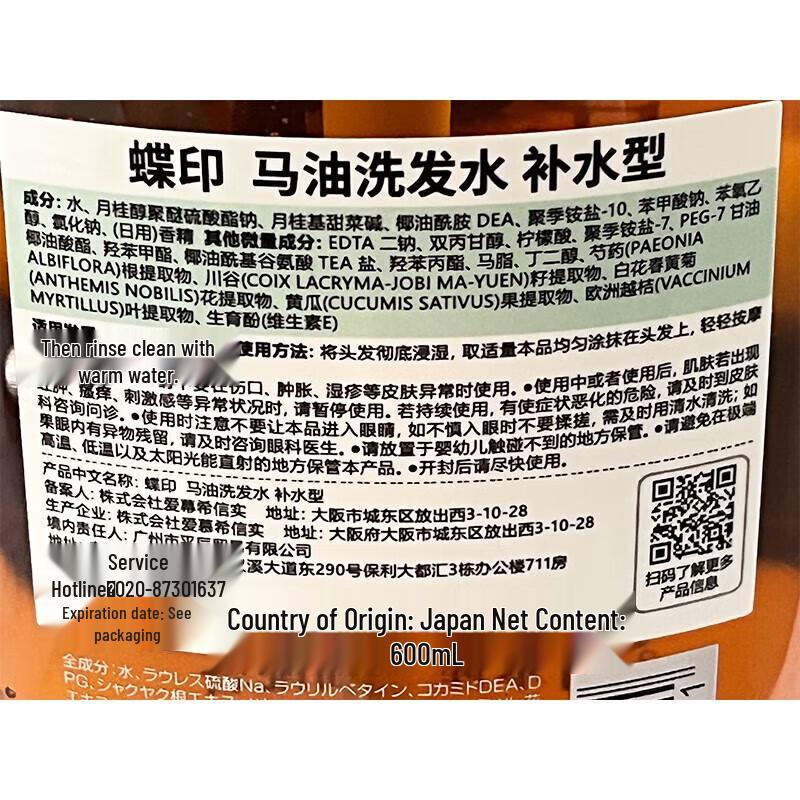 蝶印 马油洗发水 补水型
成分: 水、月桂醇聚醚硫酸酯钠、月桂基甜菜碱、椰油酰胺 DEA、聚季铵盐-10、苯甲酸钠、苯氧乙
醇、氯化钠、(日用)香精 其他微量成分: EDTA 二钠、双丙甘醇、柠檬酸、聚季铵盐-7、PEG-7 甘油
椰油酸酯、羟苯甲酯、椰油酰基谷氨酸 TEA 盐、羟苯丙酯、马脂、丁二醇、芍药(PAEONIA
ALBIFLORA)根提取物、川谷(COIX LACRYMA-JOBI MA-YUEN)籽提取物、白花春黄菊
(ANTHEMIS NOBILIS)花提取物、黄瓜(CUCUMIS SATIVUS)果提取物、欧洲越桔(VACCINIUM
MYRTILLUS)叶提取物、生育酚(维生素E)
使用方法: 将头发彻底浸湿, 取适量本品均匀涂抹在头发上, 轻轻按摩
Then rinse clean with
warm water.
在伤口、肿胀、湿疹等皮肤异常时使用。●使用中或者使用后, 肌肤若出现
红肿、瘙痒、刺激感等异常状况时, 请暂停使用。若持续使用, 有使症状恶化的危险, 请及时到皮肤
科咨询问诊。●使用时注意不要让本品进入眼睛, 如不慎入眼时不要揉搓, 需及时用清水清洗; 如
果眼内有异物残留, 请及时咨询眼科医生。●请放置于婴幼儿触碰不到的地方保管。●请避免在极端
高温、低温以及太阳光能直射的地方保管本产品。●开封后请尽快使用。
产品中文名称: 蝶印 马油洗发水 补水型
备案人: 株式会社爱慕希信实 地址: 大阪市城东区放出西3-10-28
生产企业: 株式会社爱慕希信实 地址: 大阪府大阪市城东区放出西3-10-28
境内责任人: 广州市 有限公司
溪大道东290号保利大都汇3栋办公楼711房
扫码了解更多
产品信息
Service
Hotline 020-87301637
Expiration date: See
packaging
Country of Origin: Japan Net Content:
600mL
全成分: 水、ラウレス硫酸Na、ラウリルベタイン、コカミドDEA、D
PG、シャクヤク根エキス